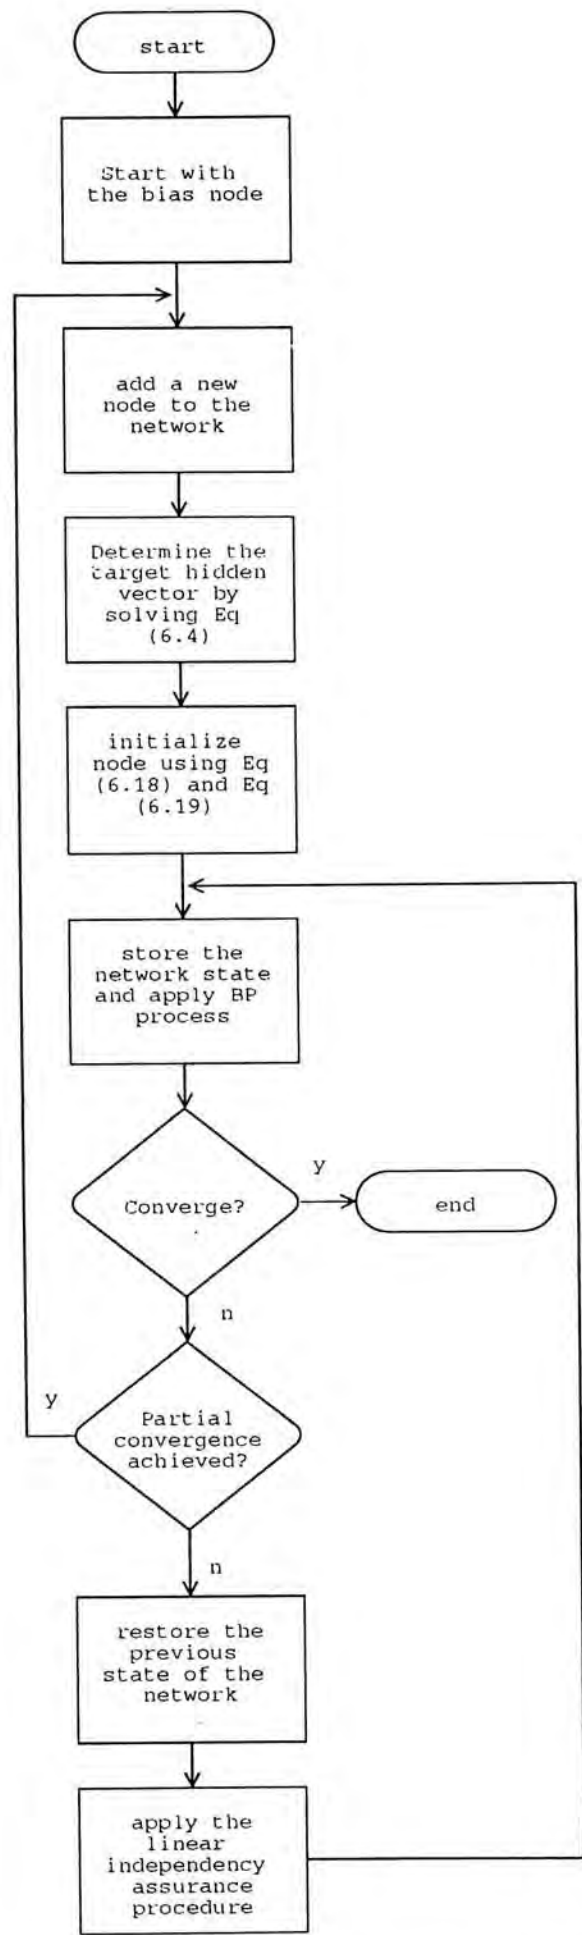 start
Start with
the bias node
add a new
node to the
network
Determine the
target hidden
vector by
solving Eq
(6.4)
initialize
node using Eq
(6.18) and Eq
(6.19)
store the
network state
and apply BP
process
Converge?
y
end
n
Partial
convergence
achieved?
y
n
restore the
previous
state of the
network
apply the
linear
independency
assurance
procedure